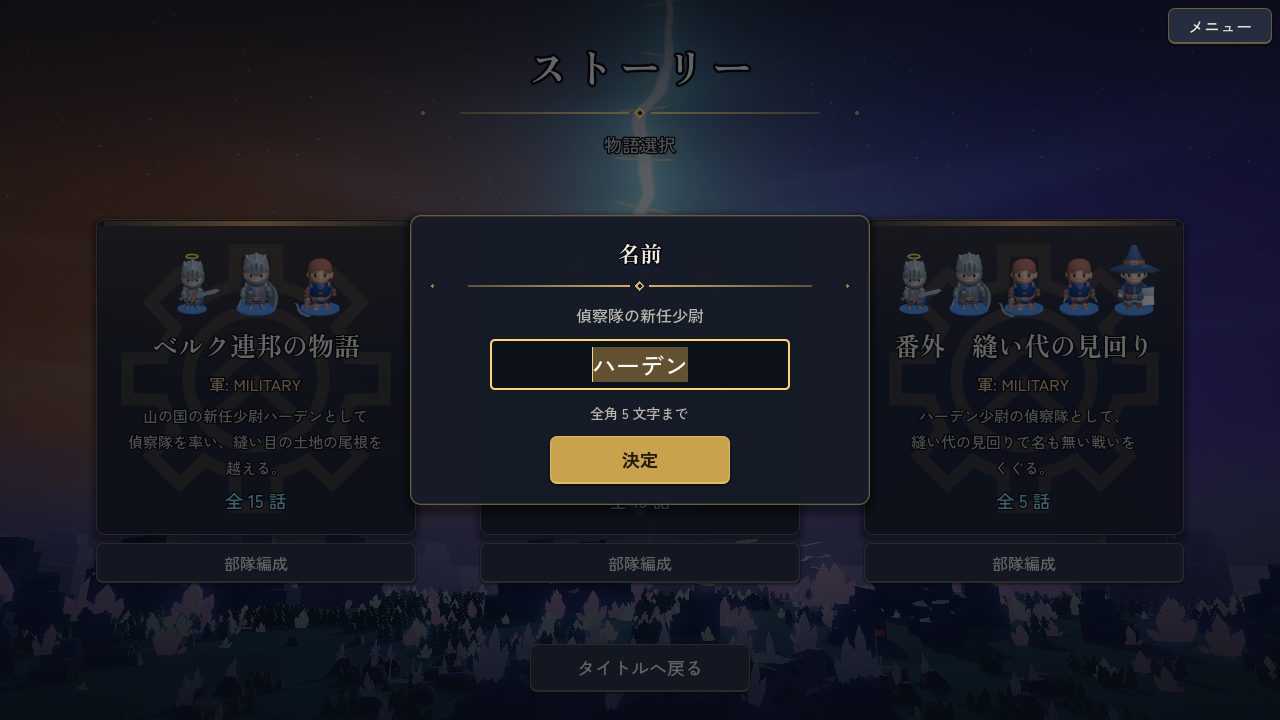 メニュー
ストーリー
物語選択
名前
偵察隊の新任少尉
ハーデン
全角 5 文字まで
決定
ベルク連邦の物語
軍: MILITARY
山の国の新任少尉ハーデンとして
偵察隊を率い、縫い目の土地の尾根を
越える。
全 15 話
部隊編成
部隊編成
番外　縫い代の見回り
軍: MILITARY
ハーデン少尉の偵察隊として、
縫い代の見回りで名も無い戦いを
くぐる。
全 5 話
部隊編成
タイトルへ戻る